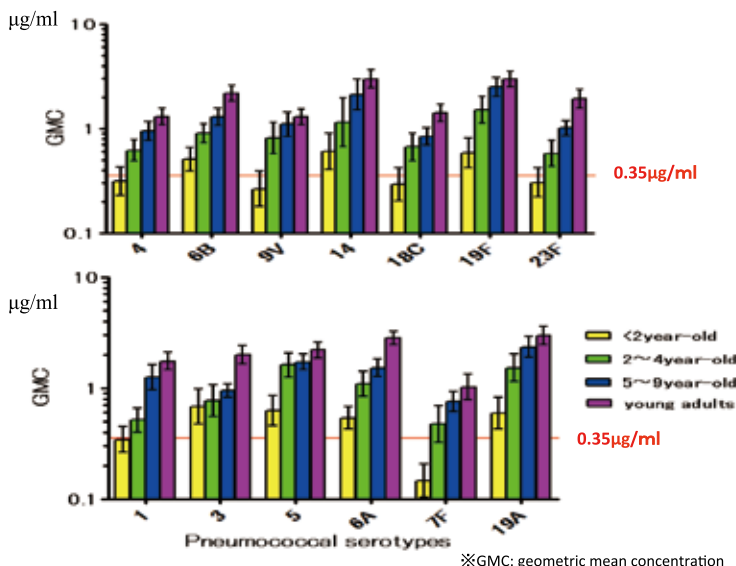 µg/ml
10
1
0.1
GMC
0.35µg/ml
4 6B 9V 14 18C 19F 23F
µg/ml
10
1
0.1
GMC
<2year-old
2～4year-old
5～9year-old
young adults
0.35µg/ml
1 3 5 6A 7F 19A
Pneumococcal serotypes
※GMC: geometric mean concentration